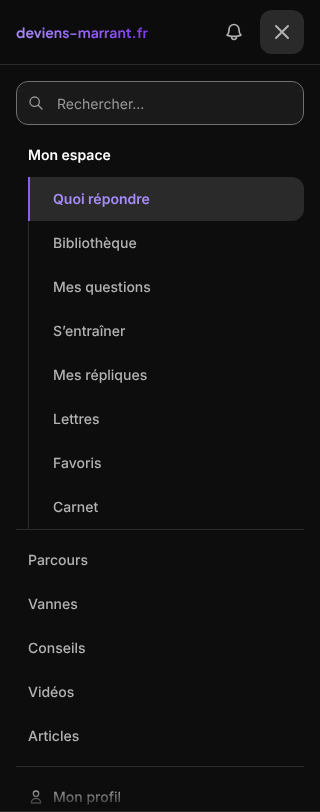 deviens-marrant.fr
Rechercher...
Mon espace
Quoi répondre
Bibliothèque
Mes questions
S’entraîner
Mes répliques
Lettres
Favoris
Carnet
Parcours
Vannes
Conseils
Vidéos
Articles
Mon profil